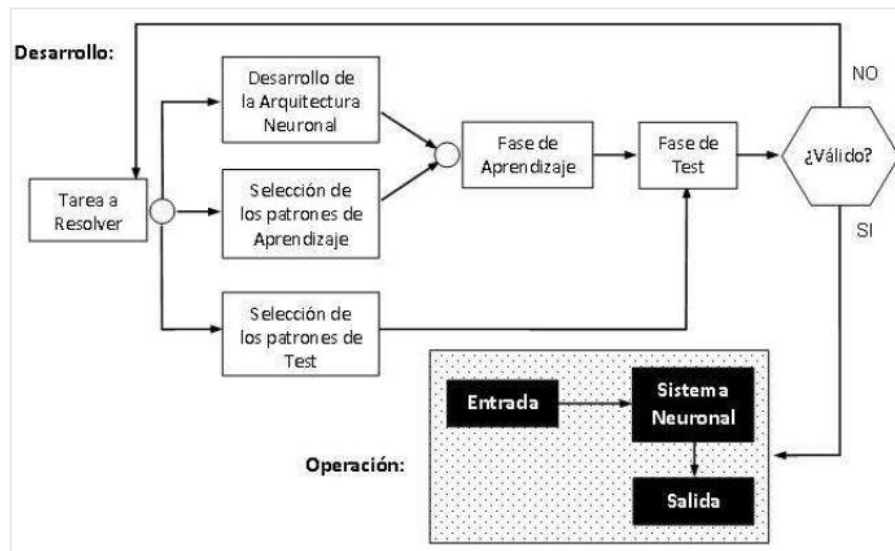 Desarrollo:
Desarrollo de
la Arquitectura
Neuronal
NO
Fase de
Aprendizaje
Fase de
Test
¿Válido?
Tarea a
Resolver
Selección de
los patrones de
Aprendizaje
SI
Selección de
los patrones de
Test
Entrada
Sistema
Neuronal
Operación:
Salida